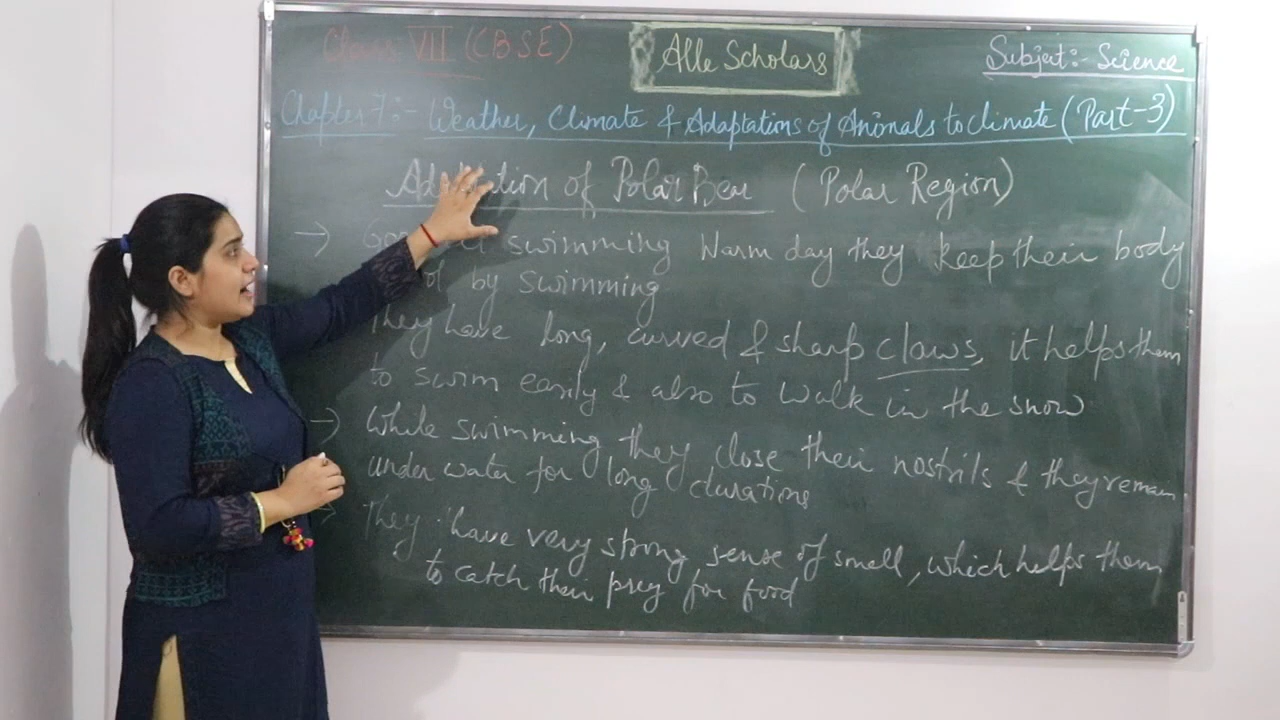 Class VII (CBSE)
Alle Scholars
Subject:- Science
Chapter 7:- Weather, Climate & Adaptations of Animals to Climate (Part-3)
of Polar Bear (Polar Region)
→ swimming Warm day they keep their body
by swimming
They have long, curved & sharp claws, it helps them
to swim easily & also to walk in the snow
→ While swimming they close their nostrils & they remain
under water for long durations
They have very strong sense of smell, which helps them
to catch their prey for food